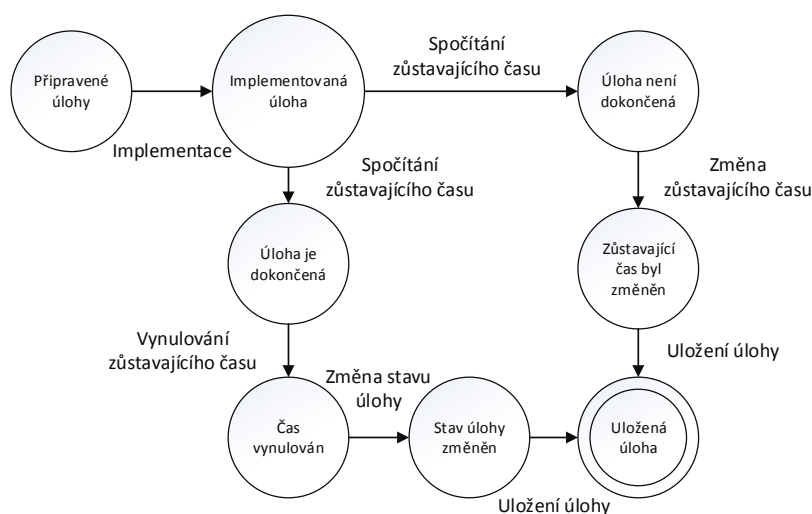 Spočítání
zůstavajícího času
Připravené
úlohy
Implementovaná
úloha
Úloha není
dokončená
Implementace
Spočítání
zůstavajícího času
Změna
zůstavajícího času
Úloha je
dokončená
Zůstavající
čas byl
změněn
Vynulování
zůstavajícího času
Uložení úlohy
Změna stavu
úlohy
Čas
vynulován
Stav úlohy
změněn
Uložená
úloha
Uložení úlohy